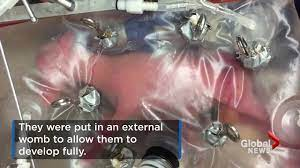 They were put in an external
womb to allow them to
develop fully.
Global
NEWS